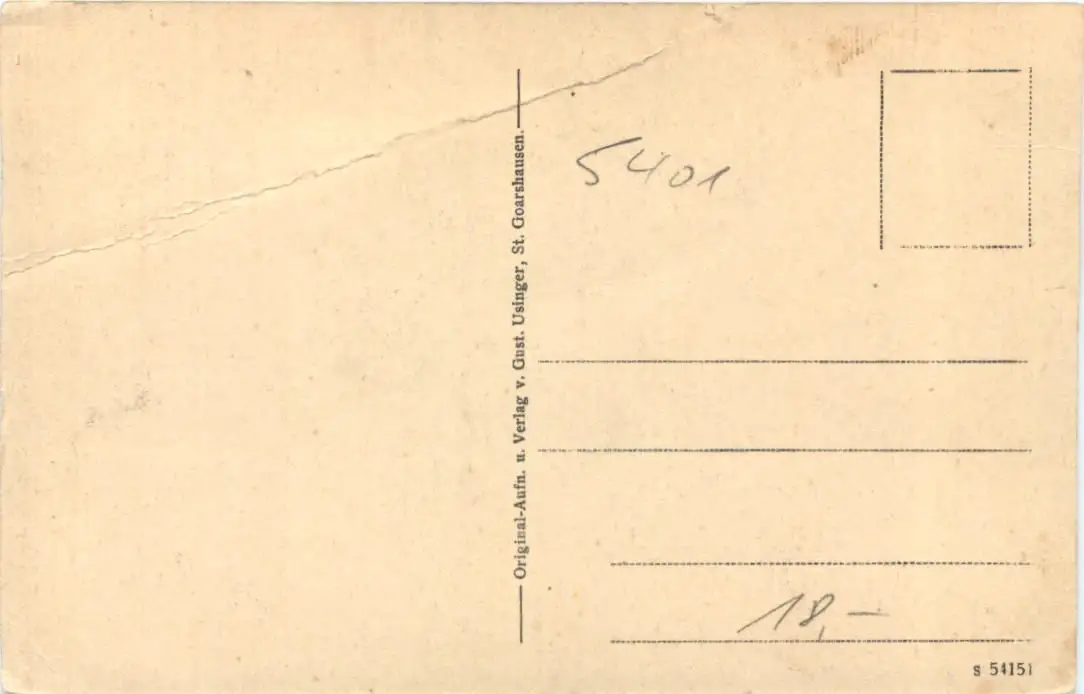 Original-Aufn. u. Verlag v. Gust. Usinger, St. Goarshausen.
5401
18,-
s 54151